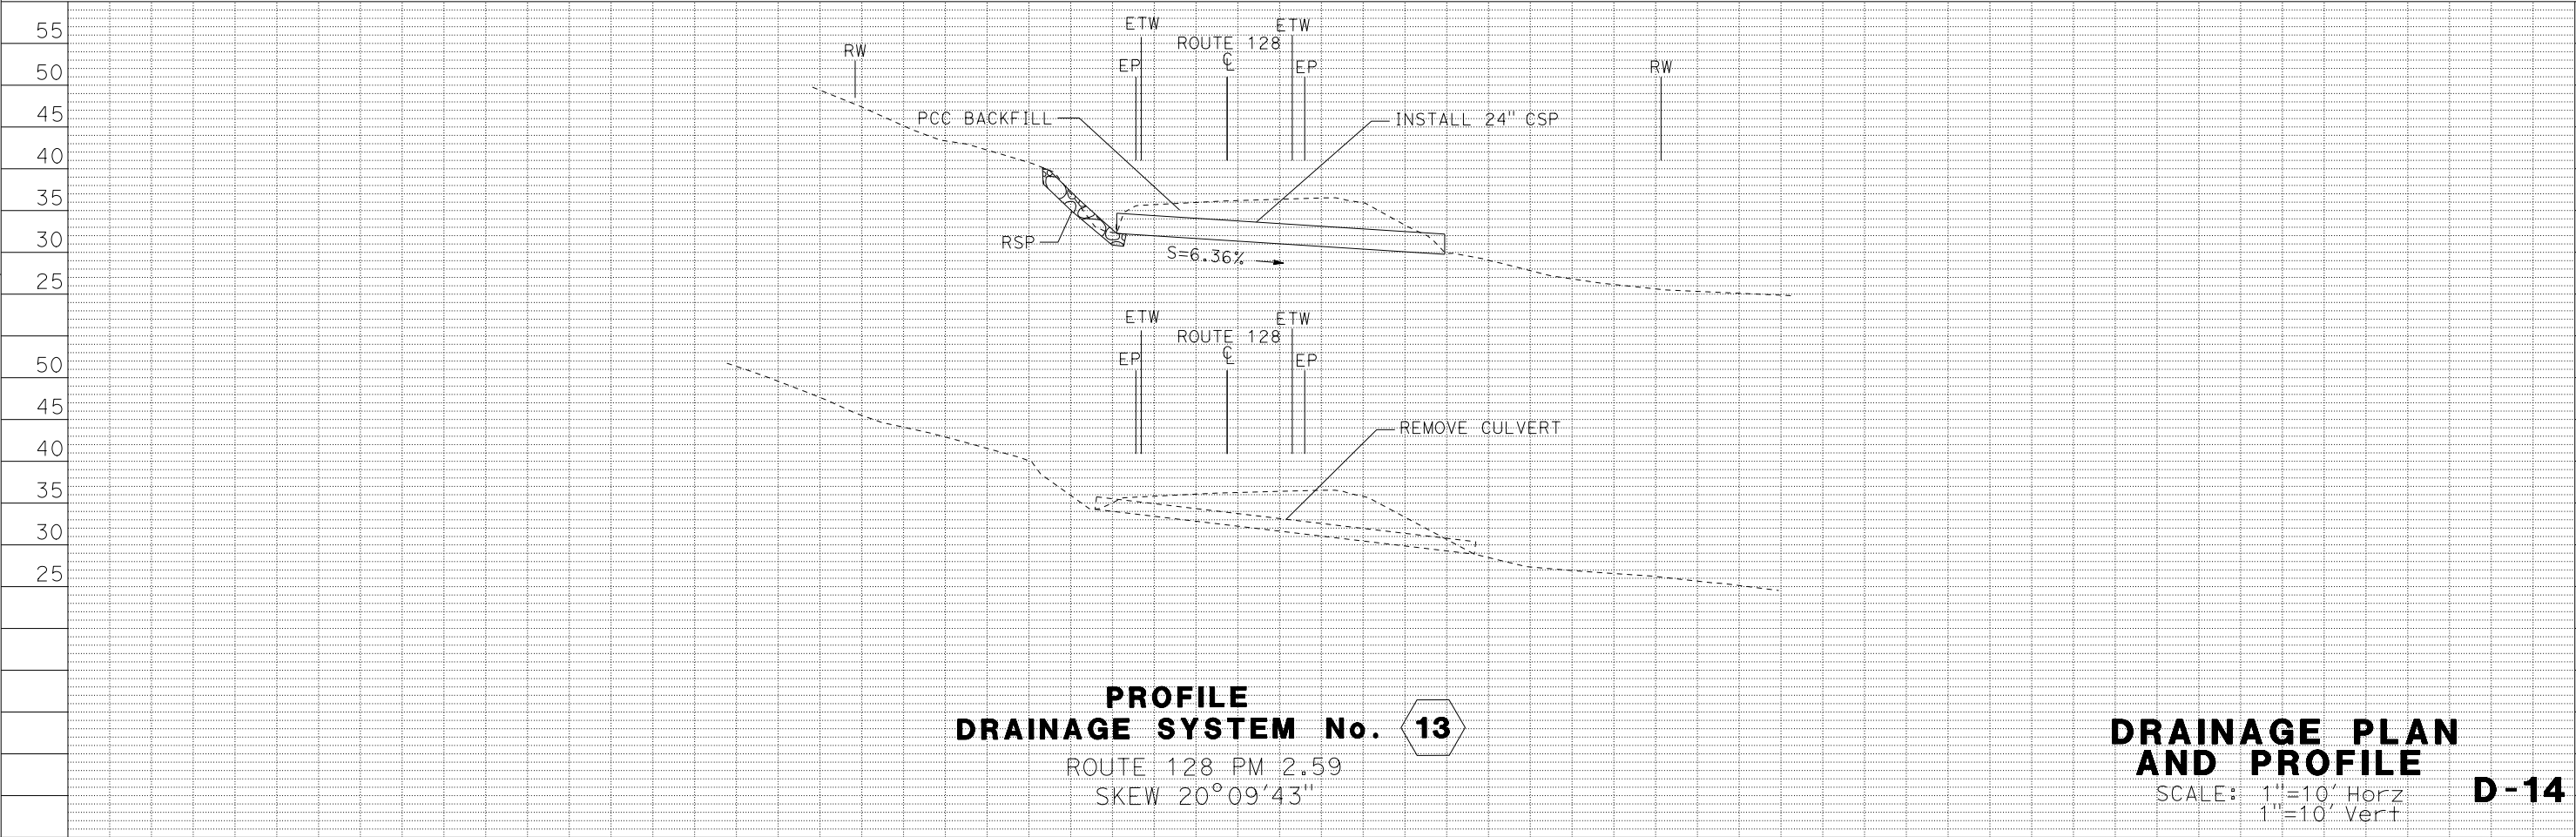 55
50
45
40
35
30
25
RW
ETW
ETW
ROUTE 128
℄
EP
EP
RW
PCC BACKFILL
INSTALL 24" CSP
RSP
S=6.36%
50
45
40
35
30
25
ETW
ETW
ROUTE 128
℄
EP
EP
REMOVE CULVERT
PROFILE
DRAINAGE SYSTEM No. 13
ROUTE 128 PM 2.59
SKEW 20°09'43"
DRAINAGE PLAN
AND PROFILE
SCALE: 1"=10' Horz
1"=10' Vert
D-14